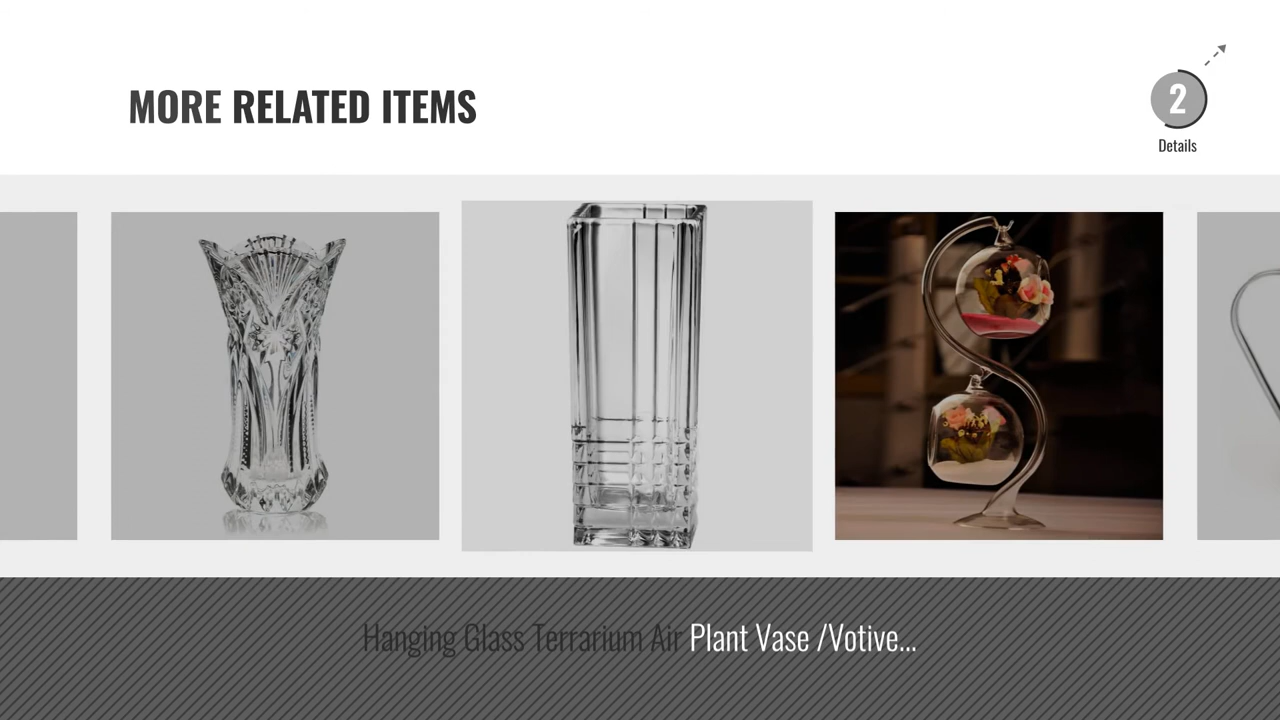 MORE RELATED ITEMS
2
Details
Hanging Glass Terrarium Air Plant Vase /Votive...